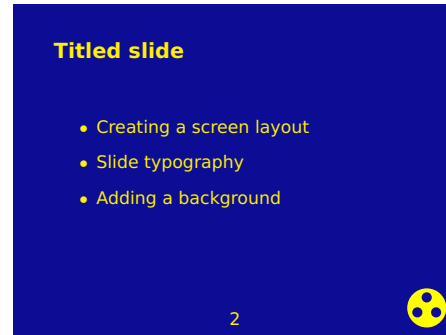 Titled slide
• Creating a screen layout
• Slide typography
• Adding a background
2